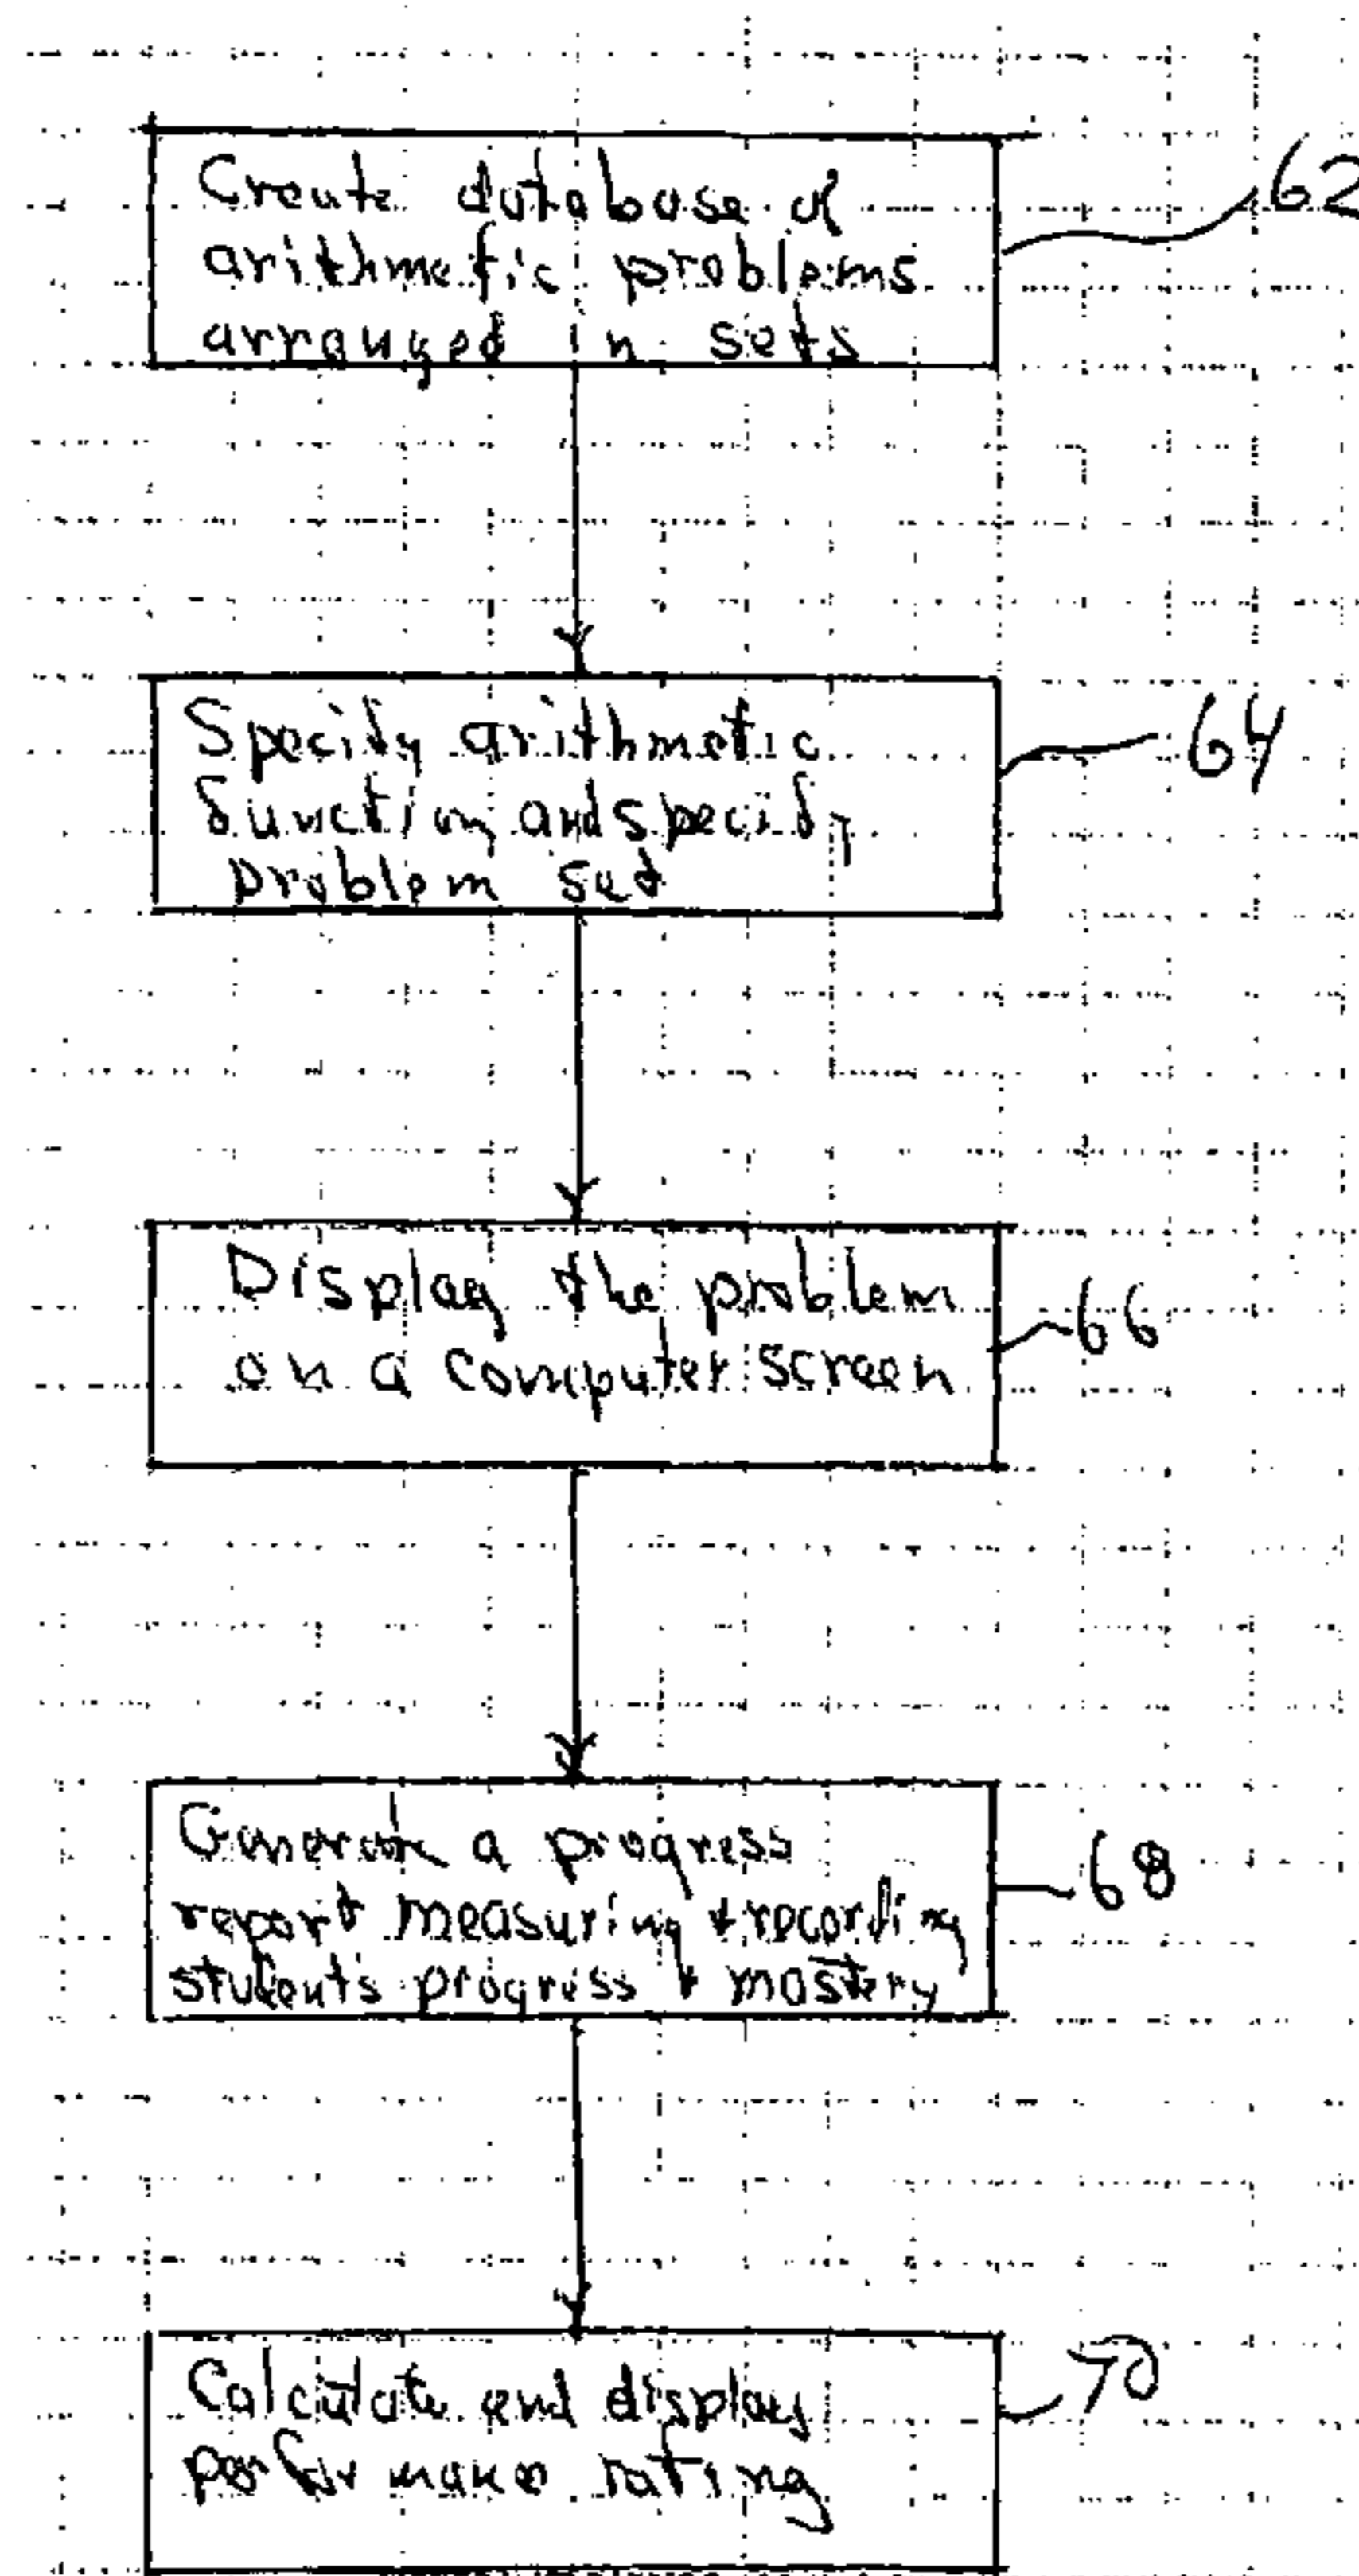 Create database of
arithmetic problems
arranged in sets
62
Specify arithmetic
function and specify
problem set
64
Display the problem
on a computer screen
66
Generate a progress
report measuring & recording
student's progress & mastery
68
Calculate and display
performance rating
70